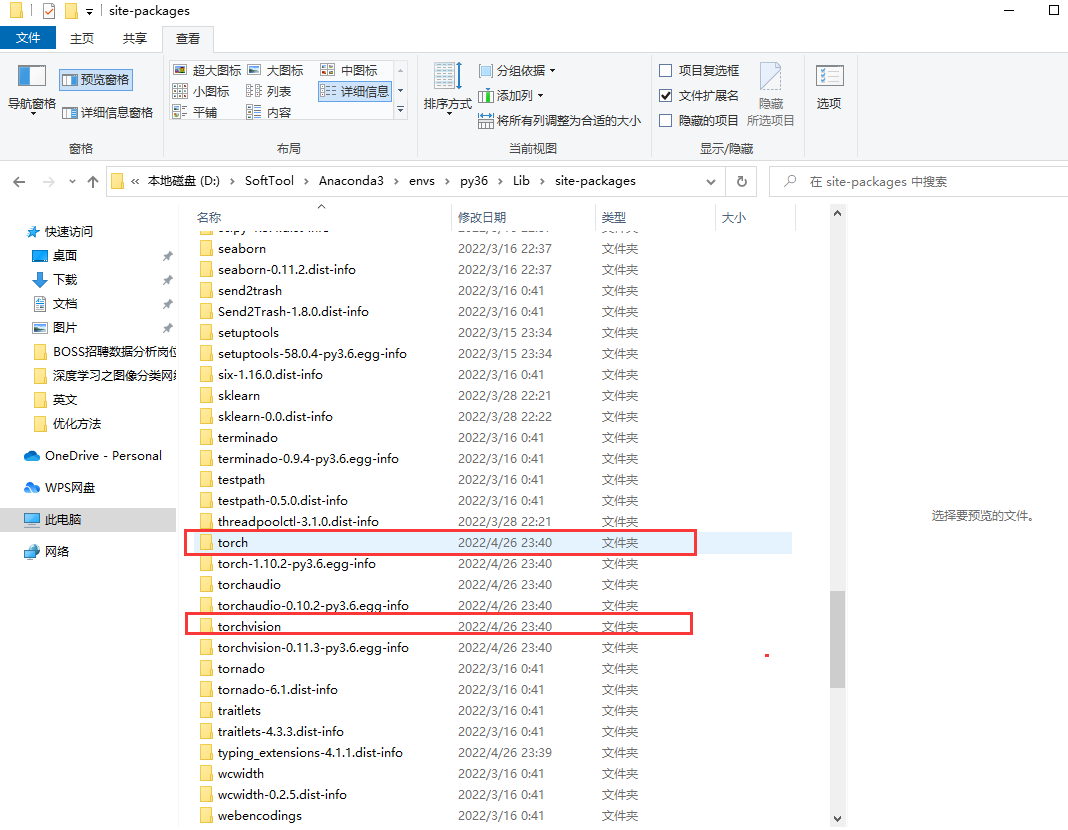 site-packages
文件 主页 共享 查看
导航窗格 预览窗格 详细信息窗格
超大图标 大图标 中图标
小图标 列表 详细信息
平铺 内容
排序方式 分组依据
添加列
将所有列调整为合适的大小
项目复选框
文件扩展名
隐藏的项目
隐藏
所选项目
选项
窗格 布局 当前视图 显示/隐藏
« 本地磁盘 (D:) › SoftTool › Anaconda3 › envs › py36 › Lib › site-packages
在 site-packages 中搜索
快速访问
桌面
下载
文档
图片
BOSS招聘数据分析岗位
深度学习之图像分类网络
英文
优化方法
OneDrive - Personal
WPS网盘
此电脑
网络
名称 修改日期 类型 大小
seaborn 2022/3/16 22:37 文件夹
seaborn-0.11.2.dist-info 2022/3/16 22:37 文件夹
send2trash 2022/3/16 0:41 文件夹
Send2Trash-1.8.0.dist-info 2022/3/16 0:41 文件夹
setuptools 2022/3/15 23:34 文件夹
setuptools-58.0.4-py3.6.egg-info 2022/3/15 23:34 文件夹
six-1.16.0.dist-info 2022/3/16 0:41 文件夹
sklearn 2022/3/28 22:21 文件夹
sklearn-0.0.dist-info 2022/3/28 22:22 文件夹
terminado 2022/3/16 0:41 文件夹
terminado-0.9.4-py3.6.egg-info 2022/3/16 0:41 文件夹
testpath 2022/3/16 0:41 文件夹
testpath-0.5.0.dist-info 2022/3/16 0:41 文件夹
threadpoolctl-3.1.0.dist-info 2022/3/28 22:21 文件夹
torch 2022/4/26 23:40 文件夹
torch-1.10.2-py3.6.egg-info 2022/4/26 23:40 文件夹
torchaudio 2022/4/26 23:40 文件夹
torchaudio-0.10.2-py3.6.egg-info 2022/4/26 23:40 文件夹
torchvision 2022/4/26 23:40 文件夹
torchvision-0.11.3-py3.6.egg-info 2022/4/26 23:40 文件夹
tornado 2022/3/16 0:41 文件夹
tornado-6.1.dist-info 2022/3/16 0:41 文件夹
traitlets 2022/3/16 0:41 文件夹
traitlets-4.3.3.dist-info 2022/3/16 0:41 文件夹
typing_extensions-4.1.1.dist-info 2022/4/26 23:39 文件夹
wcwidth 2022/3/16 0:41 文件夹
wcwidth-0.2.5.dist-info 2022/3/16 0:41 文件夹
webencodings 2022/3/16 0:41 文件夹
选择要预览的文件。